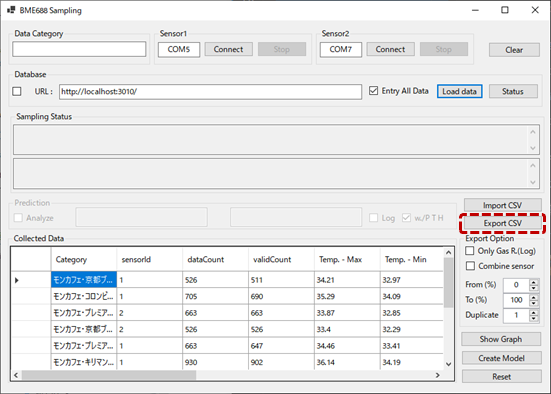 BME688 Sampling
Data Category
Sensor1
Sensor2
COM5 Connect Stop
COM7 Connect Stop
Clear
Database
URL : http://localhost:3010/
Entry All Data
Load data
Status
Sampling Status
Prediction
Analyze
Log
w./P T H
Import CSV
Export CSV
Collected Data
Category sensorId dataCount validCount Temp. - Max Temp. - Min
モンカフェ・京都ブ... 1 526 511 34.21 32.97
モンカフェ・コロンビ... 1 705 690 35.29 34.09
モンカフェ・プレミア... 2 663 663 33.87 32.85
モンカフェ・京都ブ... 2 526 526 33.4 32.29
モンカフェ・プレミア... 1 663 647 34.46 33.41
モンカフェ・キリマン... 1 930 902 36.14 34.19
Export Option
Only Gas R.(Log)
Combine sensor
From (%) 0
To (%) 100
Duplicate 1
Show Graph
Create Model
Reset